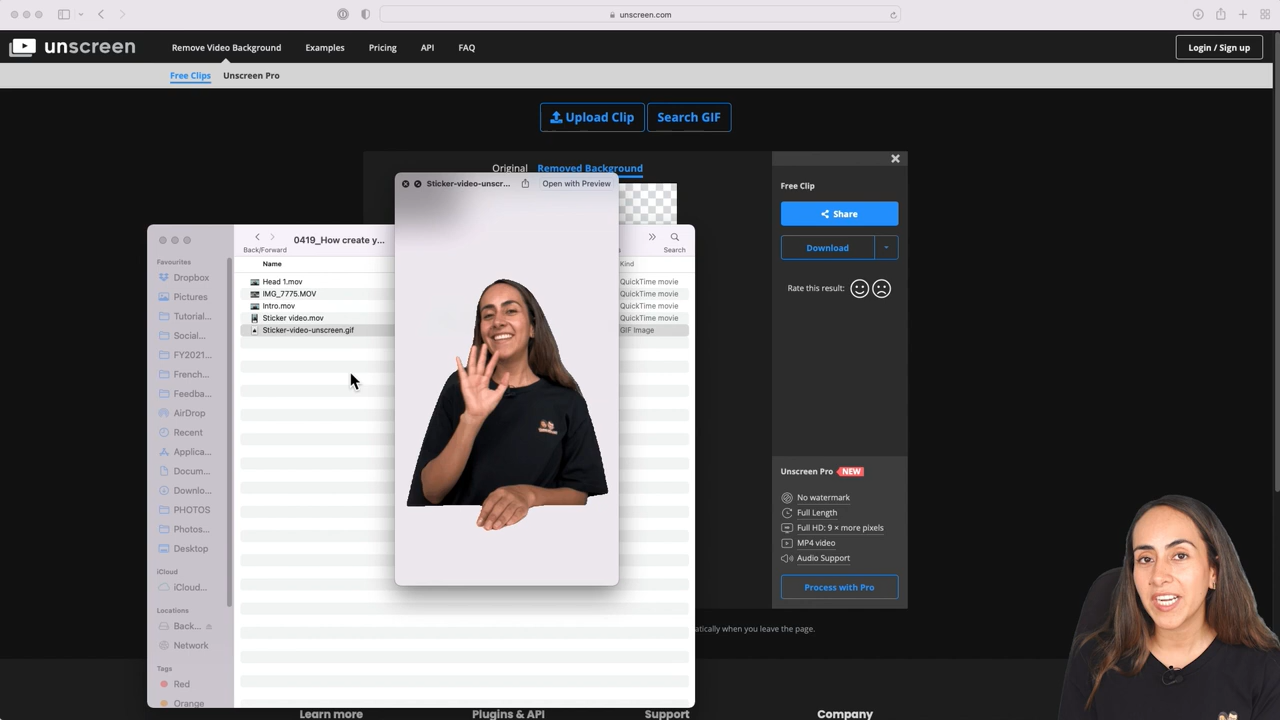 unscreen.com
unscreen
Remove Video Background
Examples
Pricing
API
FAQ
Login / Sign up
Free Clips
Unscreen Pro
Upload Clip
Search GIF
Original
Removed Background
Free Clip
Share
Download
Rate this result:
Sticker-video-unscr...
Open with Preview
0419_How create y...
Back/Forward
Search
Name
Kind
Head 1.mov
QuickTime movie
IMG_7775.MOV
QuickTime movie
Intro.mov
QuickTime movie
Sticker video.mov
QuickTime movie
Sticker-video-unscreen.gif
GIF Image
Favourites
Dropbox
Pictures
Tutorial...
Social...
FY2021...
French...
Feedba...
AirDrop
Recent
Applica...
Docum...
Downlo...
PHOTOS
Photos...
Desktop
iCloud
iCloud...
Locations
Back...
Network
Tags
Red
Orange
Unscreen Pro NEW
No watermark
Full Length
Full HD: 9 × more pixels
MP4 video
Audio Support
Process with Pro
atically when you leave the page.
Learn more
Plugins & API
Support
Company